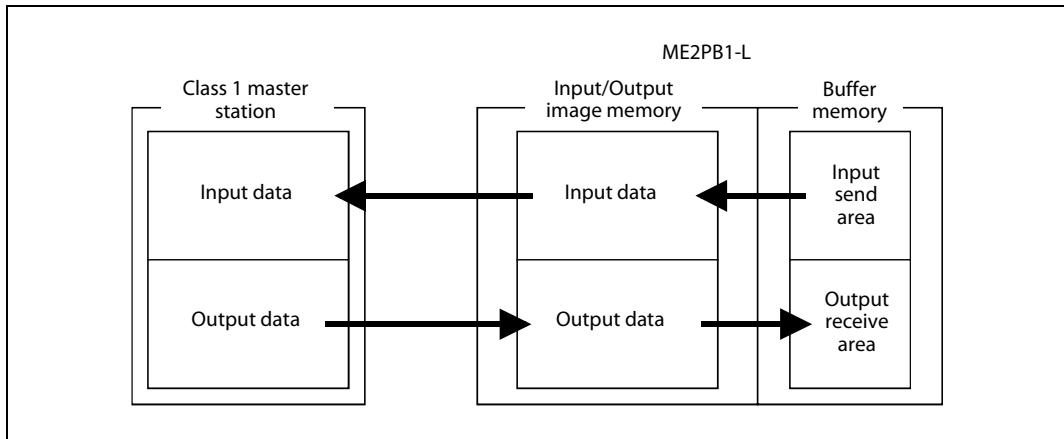 ME2PB1-L
Class 1 master
station
Input/Output
image memory
Buffer
memory
Input data
Input data
Input
send
area
Output data
Output data
Output
receive
area